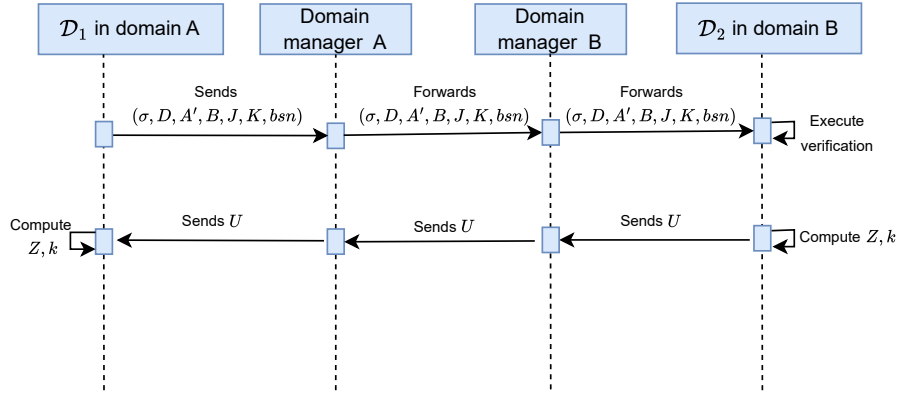 𝒟₁ in domain A
Domain
manager A
Domain
manager B
𝒟₂ in domain B
Sends
(σ, D, A′, B, J, K, bsn)
Forwards
(σ, D, A′, B, J, K, bsn)
Forwards
(σ, D, A′, B, J, K, bsn)
Execute
verification
Compute
Z, k
Sends U
Sends U
Sends U
Compute Z, k